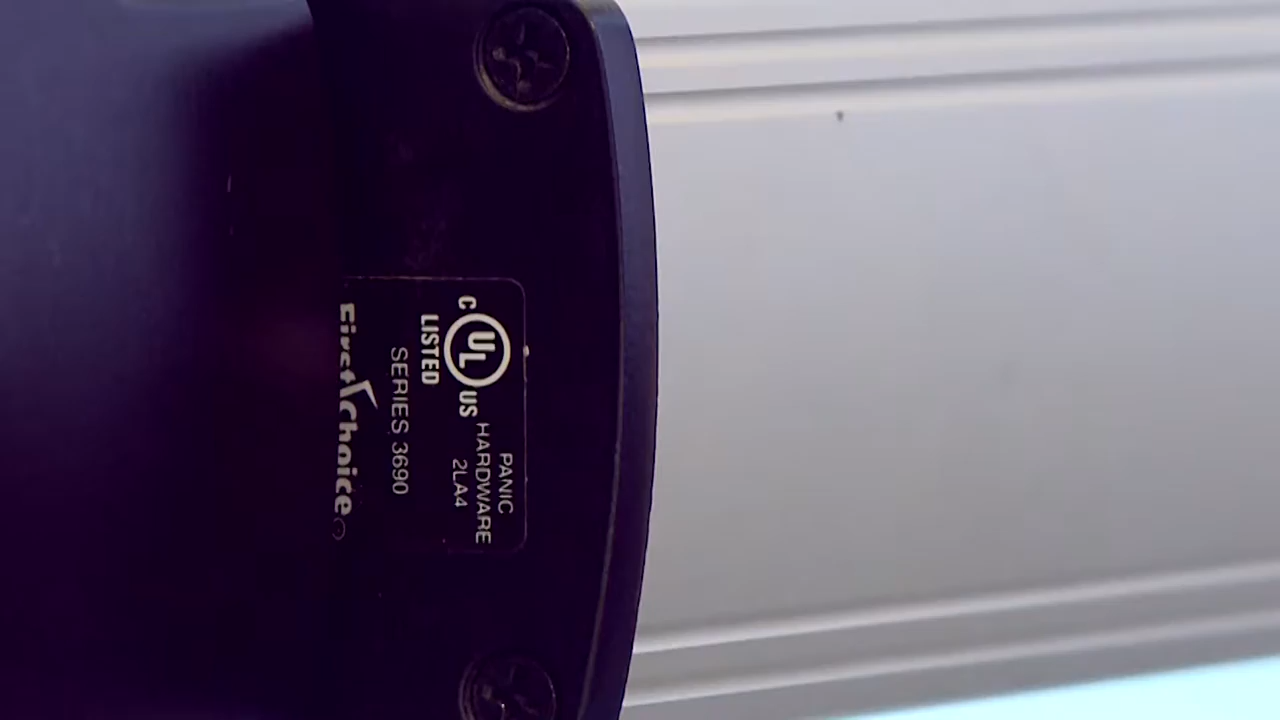 C UL US
LISTED
PANIC
HARDWARE
2LA4
SERIES 3690
First Choice®